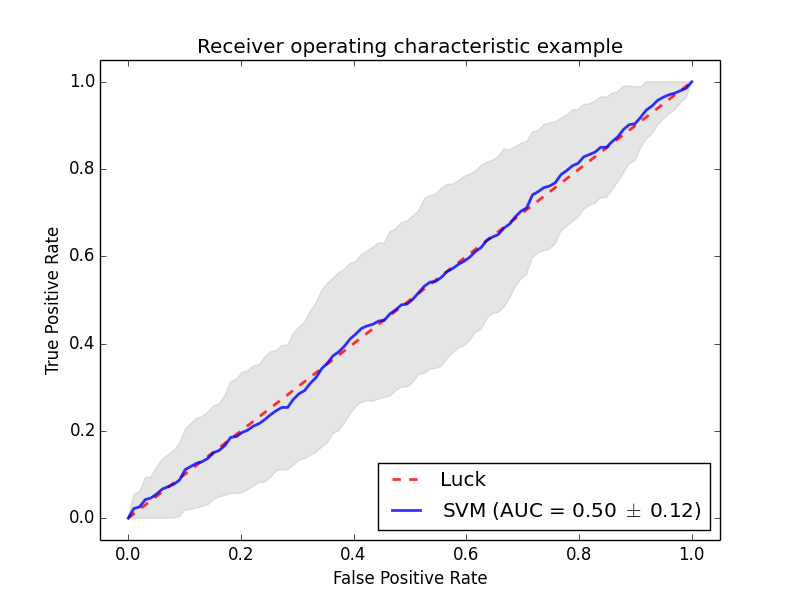 Receiver operating characteristic example
True Positive Rate
1.0
0.8
0.6
0.4
0.2
0.0
Luck
SVM (AUC = 0.50 ± 0.12)
0.0 0.2 0.4 0.6 0.8 1.0
False Positive Rate